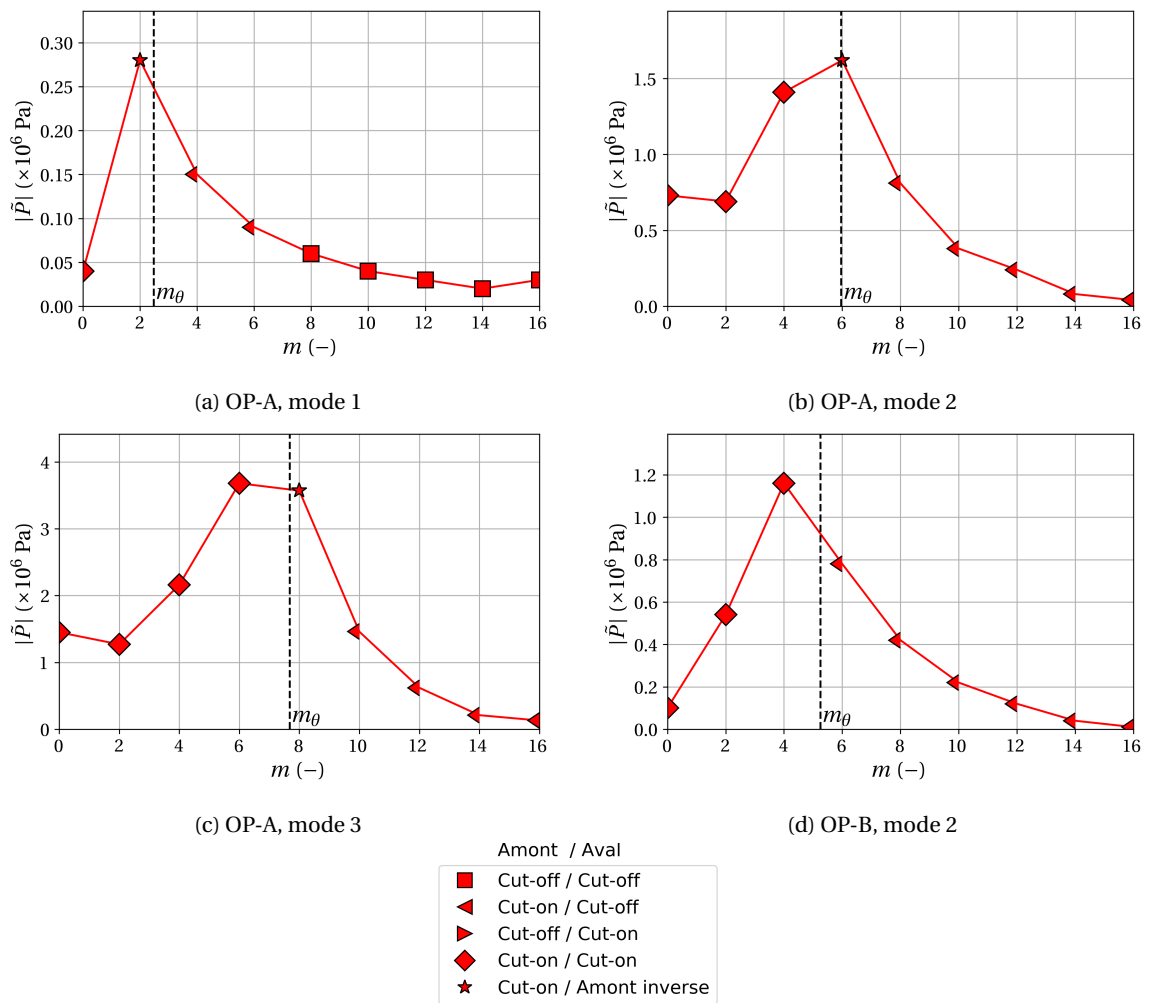 |P̃| (×10⁶ Pa)
0.30
0.25
0.20
0.15
0.10
0.05
0.00
0 2 4 6 8 10 12 14 16
mθ
m (−)
(a) OP-A, mode 1
|P̃| (×10⁶ Pa)
1.5
1.0
0.5
0.0
0 2 4 6 8 10 12 14 16
mθ
m (−)
(b) OP-A, mode 2
|P̃| (×10⁶ Pa)
4
3
2
1
0
0 2 4 6 8 10 12 14 16
mθ
m (−)
(c) OP-A, mode 3
|P̃| (×10⁶ Pa)
1.2
1.0
0.8
0.6
0.4
0.2
0.0
0 2 4 6 8 10 12 14 16
mθ
m (−)
(d) OP-B, mode 2
Amont / Aval
Cut-off / Cut-off
Cut-on / Cut-off
Cut-off / Cut-on
Cut-on / Cut-on
Cut-on / Amont inverse